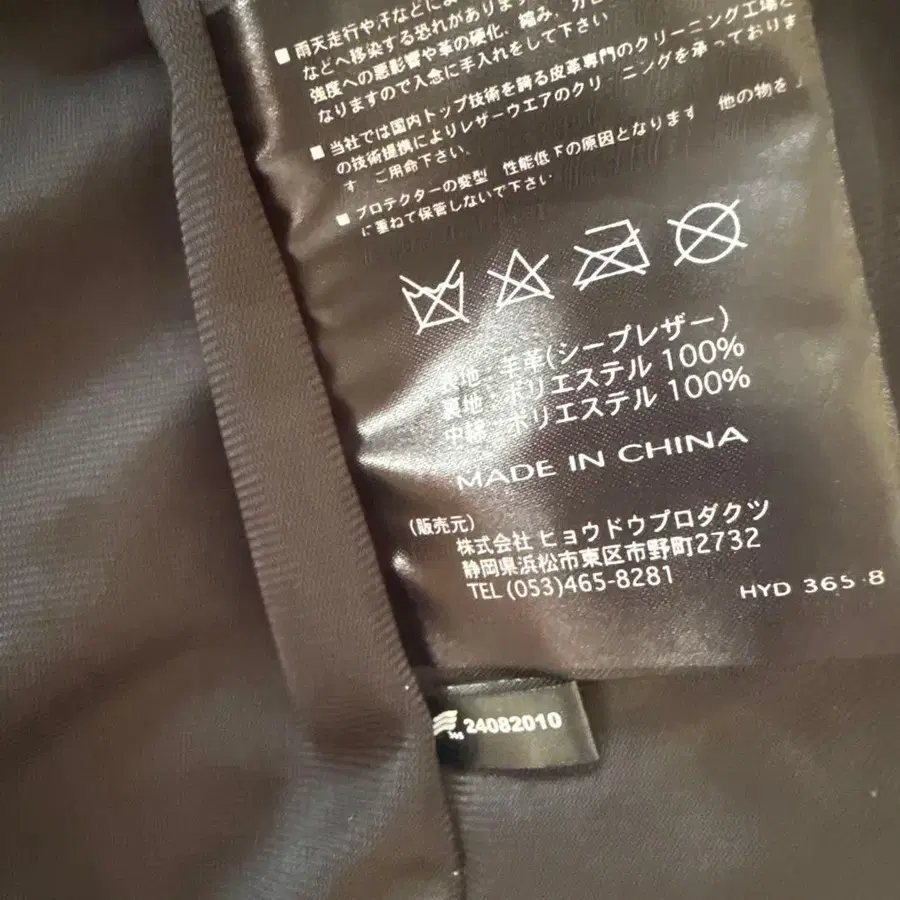 ■ 雨天走行や汗などによ
などへ移染する恐れがあります
強度への悪影響や革の硬化、縮み、
なりますので入念に手入れをして下さい
■ 当社では国内トップ技術を誇る皮革専門のクリーニング工場と
の技術提携によりレザーウエアのクリーニングを承っておりま
す ご用命下さい。
■ プロテクターの変型 性能低下の原因となります 他の物を上
に重ねて保管しないで下さい
表地 羊革(シープレザー)
裏地 ポリエステル 100%
中綿 ポリエステル 100%
MADE IN CHINA
(販売元)
株式会社 ヒョウドウプロダクツ
静岡県浜松市東区市野町2732
TEL (053)465-8281
HYD 365 8
24082010